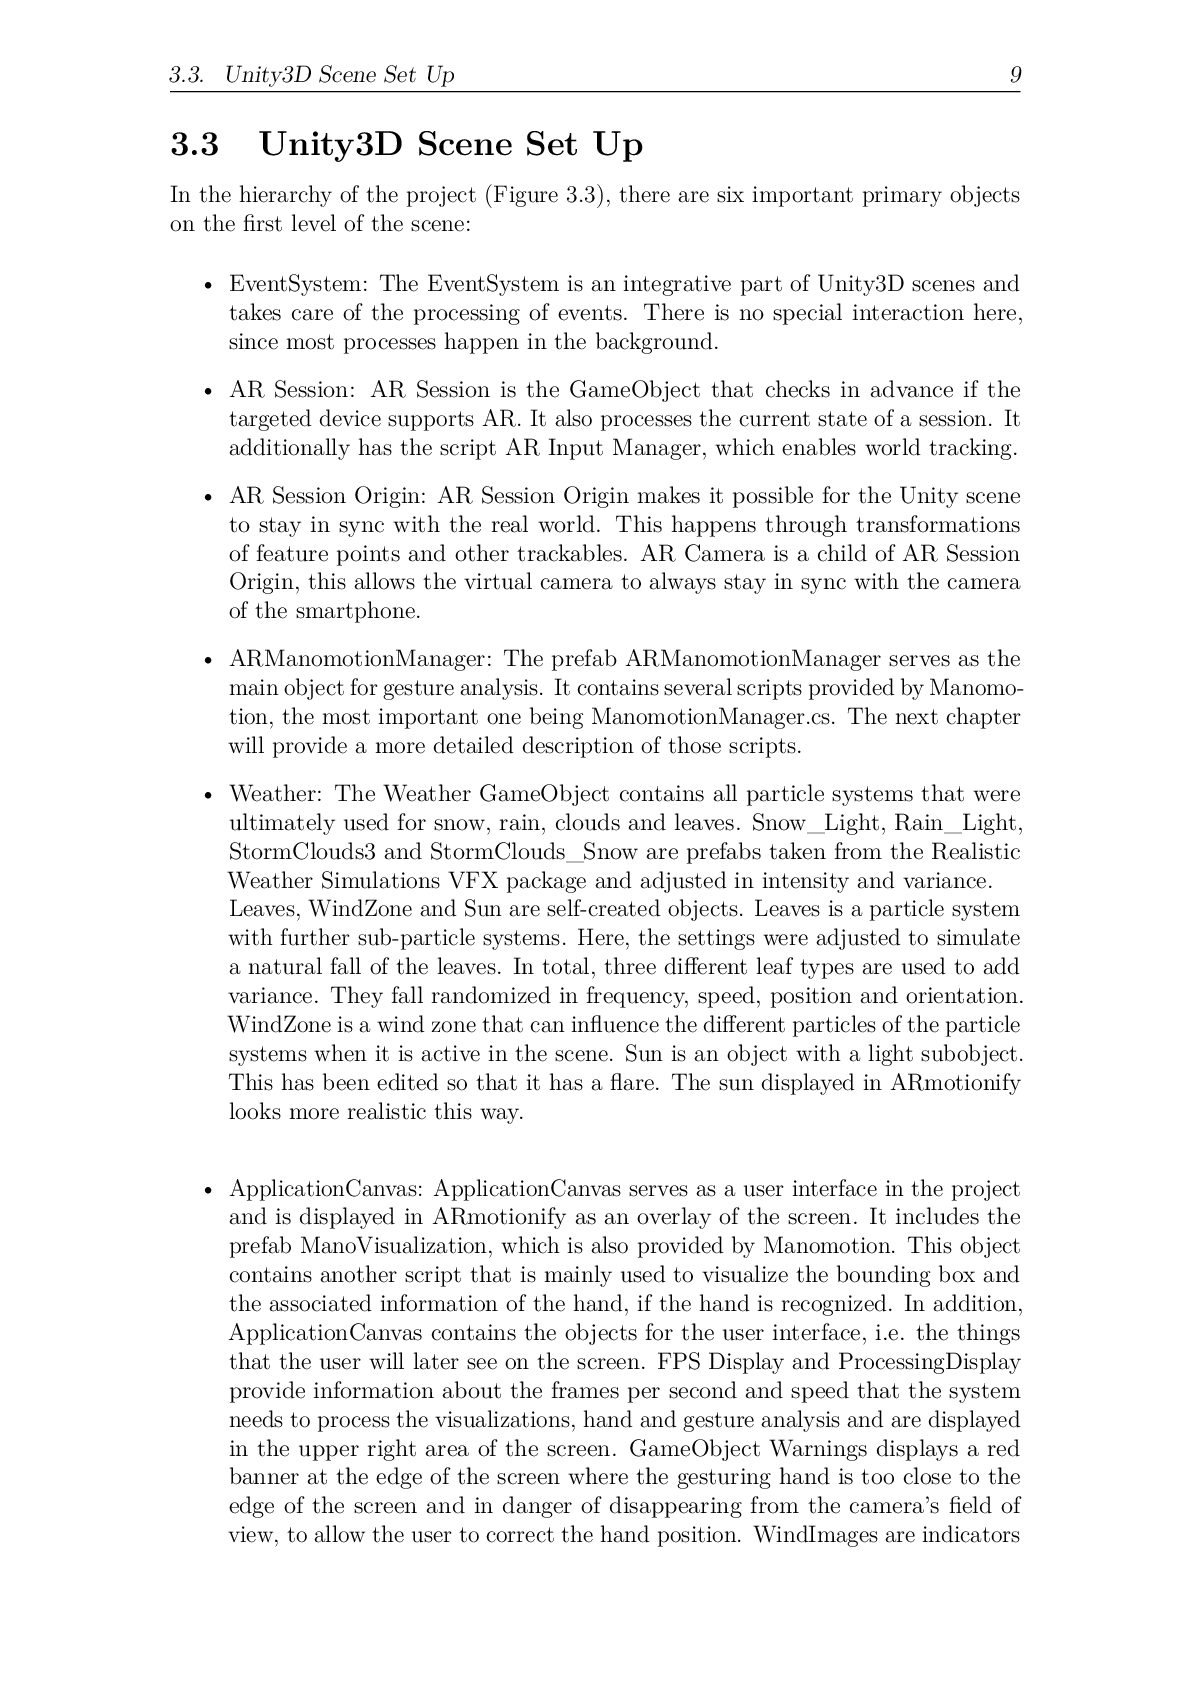 3.3. Unity3D Scene Set Up 9
3.3 Unity3D Scene Set Up
In the hierarchy of the project (Figure 3.3), there are six important primary objects
on the first level of the scene:
• EventSystem: The EventSystem is an integrative part of Unity3D scenes and
takes care of the processing of events. There is no special interaction here,
since most processes happen in the background.
• AR Session: AR Session is the GameObject that checks in advance if the
targeted device supports AR. It also processes the current state of a session. It
additionally has the script AR Input Manager, which enables world tracking.
• AR Session Origin: AR Session Origin makes it possible for the Unity scene
to stay in sync with the real world. This happens through transformations
of feature points and other trackables. AR Camera is a child of AR Session
Origin, this allows the virtual camera to always stay in sync with the camera
of the smartphone.
• ARManomotionManager: The prefab ARManomotionManager serves as the
main object for gesture analysis. It contains several scripts provided by Manomo-
tion, the most important one being ManomotionManager.cs. The next chapter
will provide a more detailed description of those scripts.
• Weather: The Weather GameObject contains all particle systems that were
ultimately used for snow, rain, clouds and leaves. Snow_Light, Rain_Light,
StormClouds3 and StormClouds_Snow are prefabs taken from the Realistic
Weather Simulations VFX package and adjusted in intensity and variance.
Leaves, WindZone and Sun are self-created objects. Leaves is a particle system
with further sub-particle systems. Here, the settings were adjusted to simulate
a natural fall of the leaves. In total, three different leaf types are used to add
variance. They fall randomized in frequency, speed, position and orientation.
WindZone is a wind zone that can influence the different particles of the particle
systems when it is active in the scene. Sun is an object with a light subobject.
This has been edited so that it has a flare. The sun displayed in ARmotionify
looks more realistic this way.
• ApplicationCanvas: ApplicationCanvas serves as a user interface in the project
and is displayed in ARmotionify as an overlay of the screen. It includes the
prefab ManoVisualization, which is also provided by Manomotion. This object
contains another script that is mainly used to visualize the bounding box and
the associated information of the hand, if the hand is recognized. In addition,
ApplicationCanvas contains the objects for the user interface, i.e. the things
that the user will later see on the screen. FPS Display and ProcessingDisplay
provide information about the frames per second and speed that the system
needs to process the visualizations, hand and gesture analysis and are displayed
in the upper right area of the screen. GameObject Warnings displays a red
banner at the edge of the screen where the gesturing hand is too close to the
edge of the screen and in danger of disappearing from the camera's field of
view, to allow the user to correct the hand position. WindImages are indicators